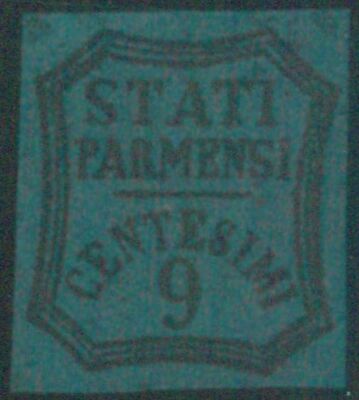 STATI
PARMENSI
CENTESIMI
9